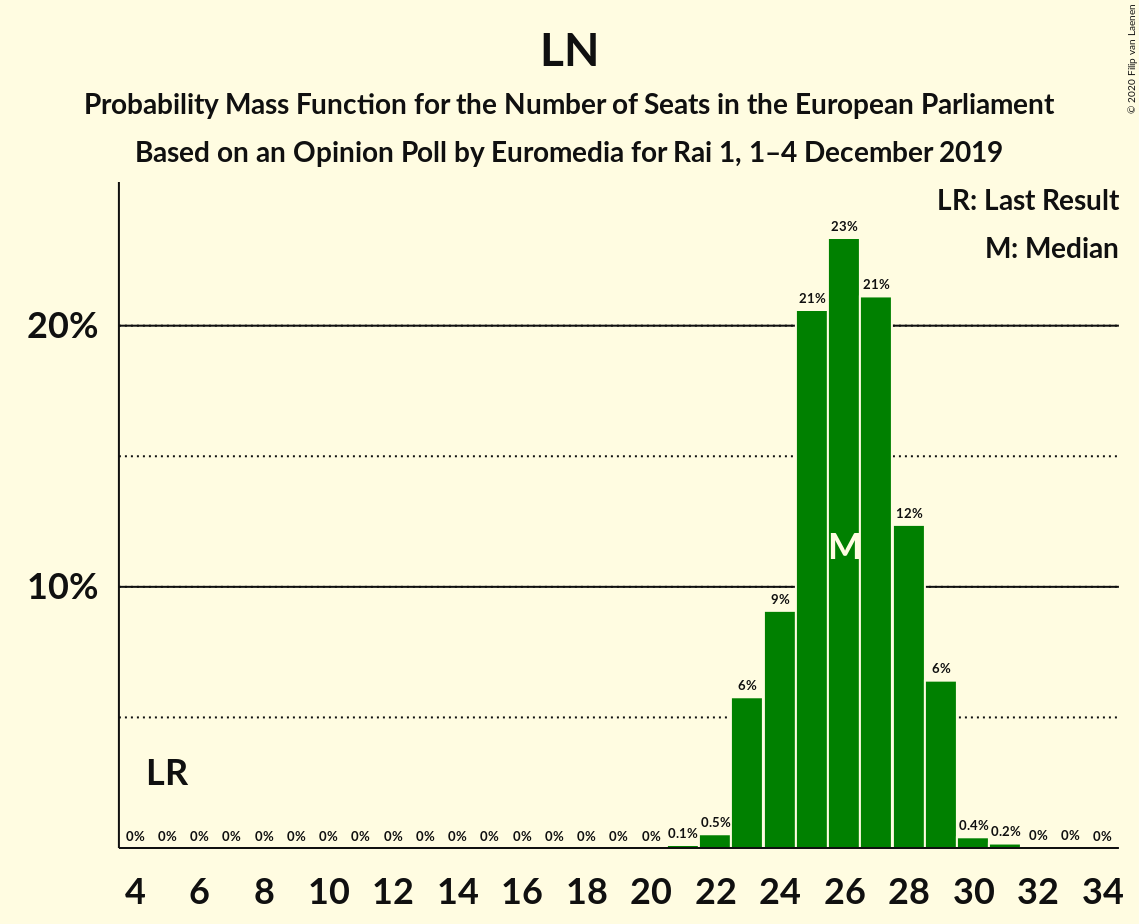 LN
Probability Mass Function for the Number of Seats in the European Parliament
Based on an Opinion Poll by Euromedia for Rai 1, 1–4 December 2019
© 2020 Filip van Laenen
LR: Last Result
M: Median
20%
10%
LR
M
0% 0% 0% 0% 0% 0% 0% 0% 0% 0% 0% 0% 0% 0% 0% 0% 0% 0.1% 0.5% 6% 9% 21% 23% 21% 12% 6% 0.4% 0.2% 0% 0% 0%
4 6 8 10 12 14 16 18 20 22 24 26 28 30 32 34